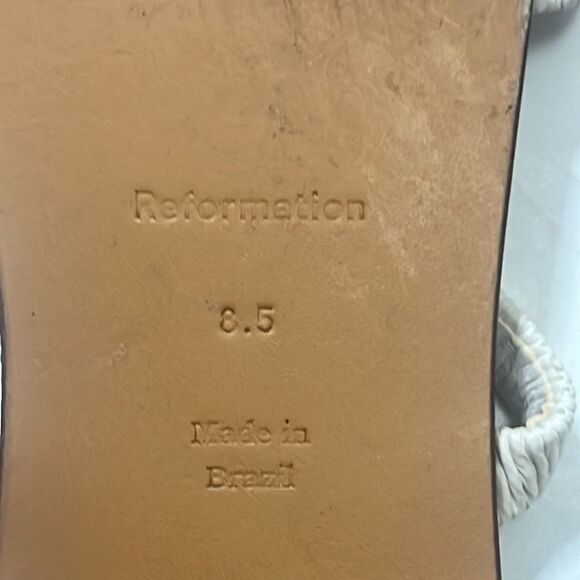 Reformation
8.5
Made in
Brazil